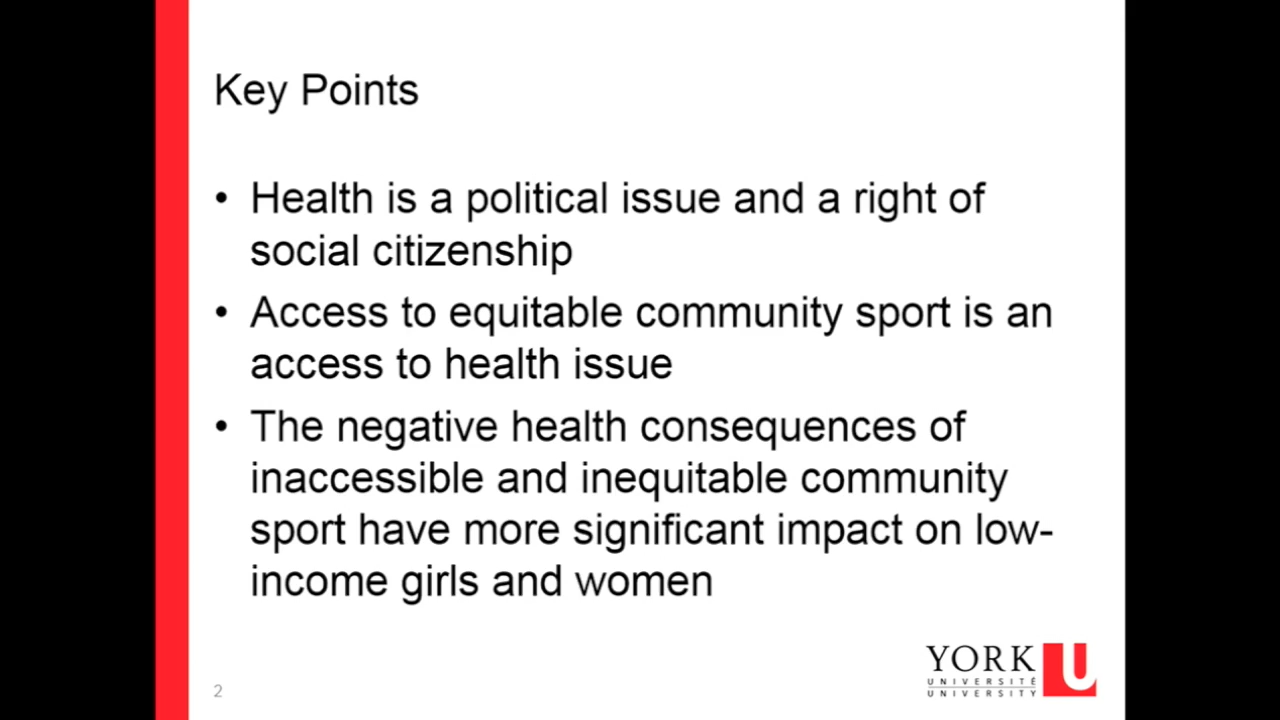 Key Points
• Health is a political issue and a right of
social citizenship
• Access to equitable community sport is an
access to health issue
• The negative health consequences of
inaccessible and inequitable community
sport have more significant impact on low-
income girls and women
2
YORK U
UNIVERSITÉ
UNIVERSITY